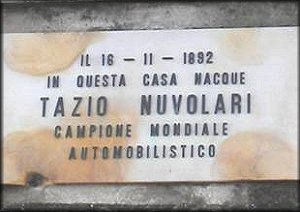 IL 16 - 11 - 1892
IN QUESTA CASA NACQUE
TAZIO NUVOLARI
CAMPIONE MONDIALE
AUTOMOBILISTICO